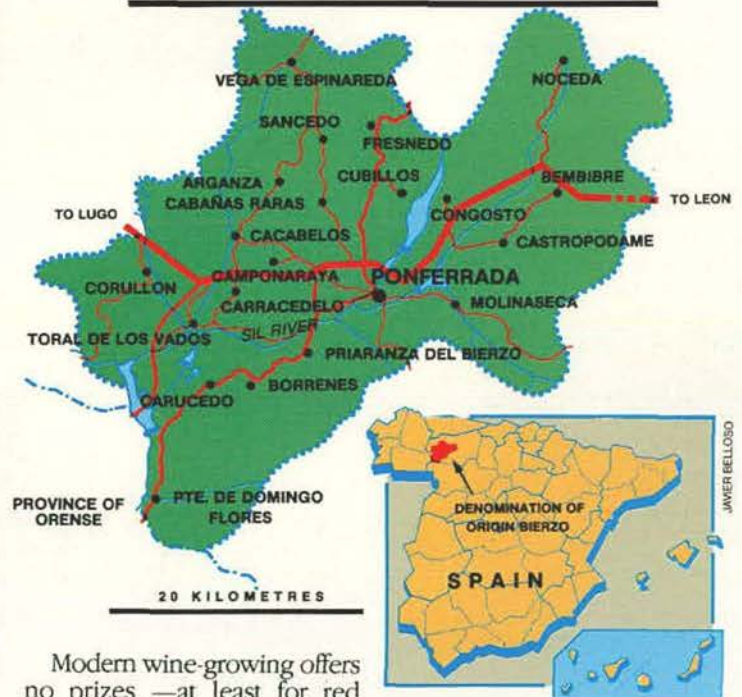 VEGA DE ESPINAREDA
NOCEDA
SANCEDO
FRESNEDO
CUBILLOS
BEMBIBRE
ARGANZA
CABAÑAS RARAS
TO LEON
TO LUGO
CONGOSTO
CACABELOS
CASTROPODAME
CAMPONARAYA
PONFERRADA
CORULLON
CARRACEDELO
MOLINASECA
TORAL DE LOS VADOS
SIL RIVER
PRIARANZA DEL BIERZO
CARUCEDO
BORRENES
PROVINCE OF
ORENSE
PTE. DE DOMINGO
FLORES
20 KILOMETRES
DENOMINATION OF
ORIGIN BIERZO
SPAIN
JAVIER BELLOSO
Modern wine-growing offers
no prizes —at least for red